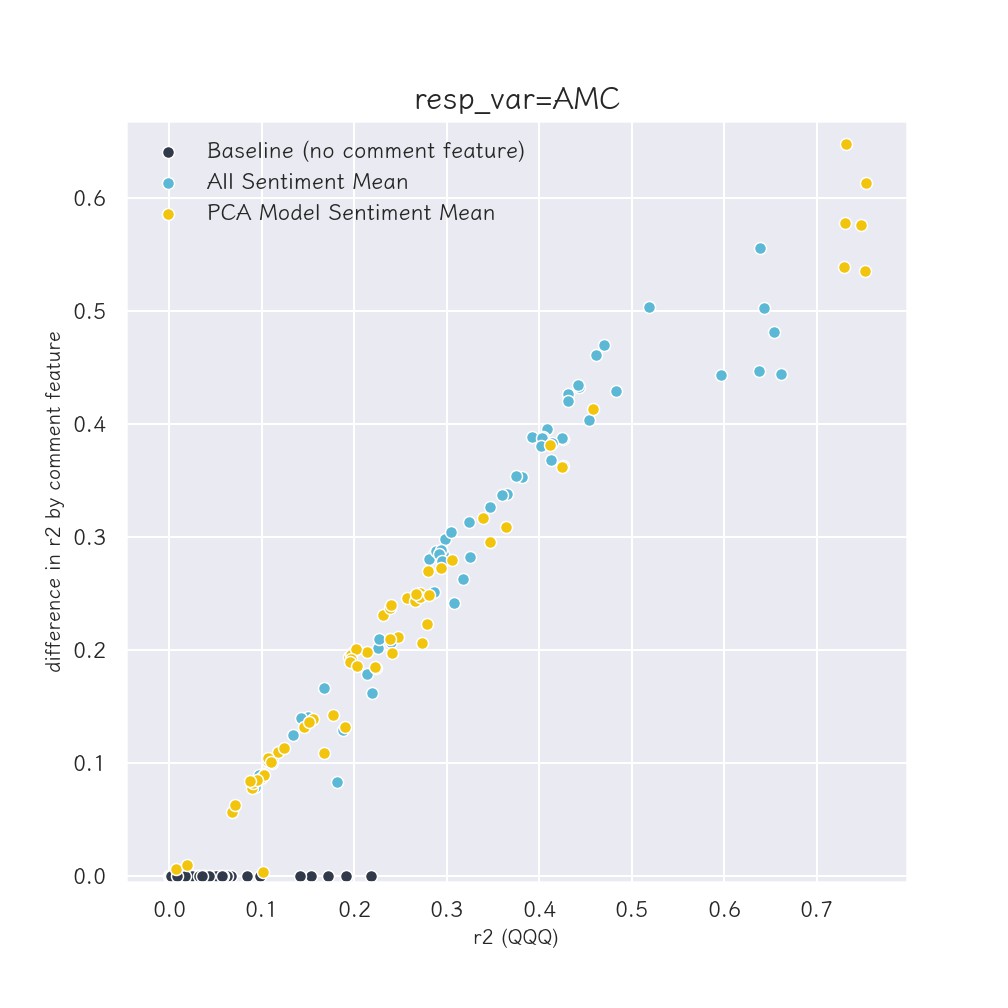 resp_var=AMC
Baseline (no comment feature)
All Sentiment Mean
PCA Model Sentiment Mean
difference in r2 by comment feature
0.6
0.5
0.4
0.3
0.2
0.1
0.0
0.0 0.1 0.2 0.3 0.4 0.5 0.6 0.7
r2 (QQQ)